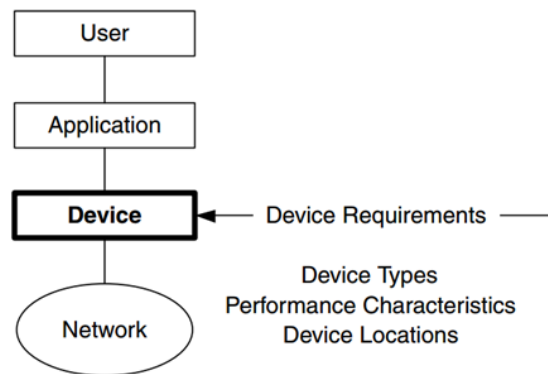 User
Application
Device
Device Requirements
Device Types
Performance Characteristics
Device Locations
Network